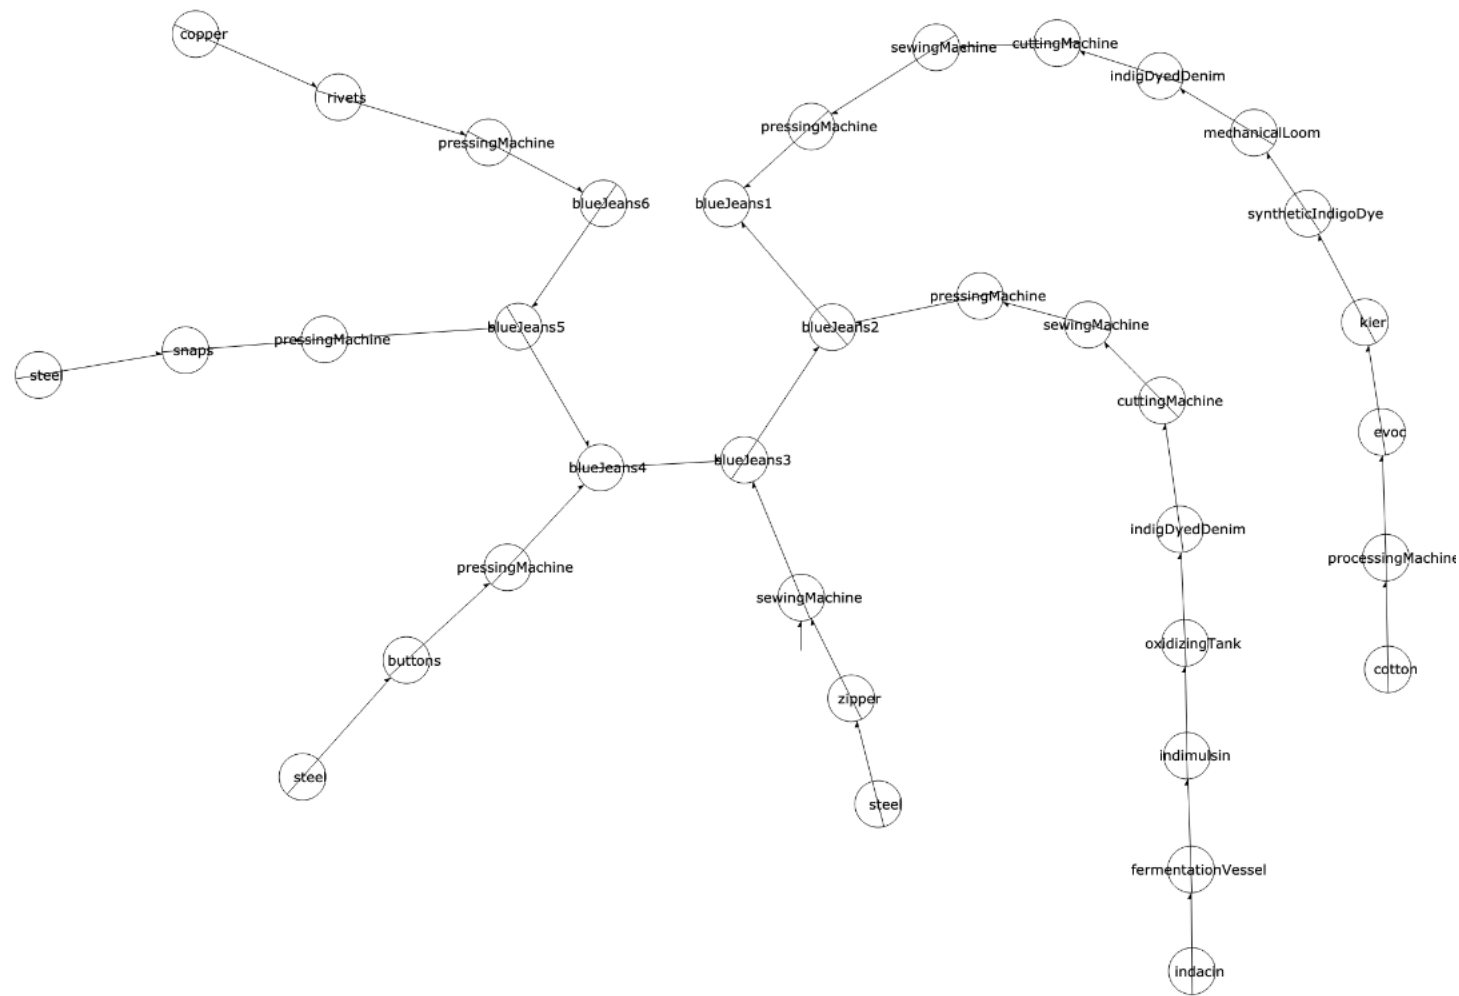 copper
rivets
pressingMachine
blueJeans6
blueJeans5
pressingMachine
snaps
steel
blueJeans4
pressingMachine
buttons
steel
blueJeans3
sewingMachine
zipper
steel
blueJeans2
pressingMachine
sewingMachine
cuttingMachine
indigDyedDenim
oxidizingTank
indimulsin
fermentationVessel
indacin
blueJeans1
pressingMachine
sewingMachine
cuttingMachine
indigDyedDenim
mechanicalLoom
syntheticIndigoDye
kier
evoc
processingMachine
cotton